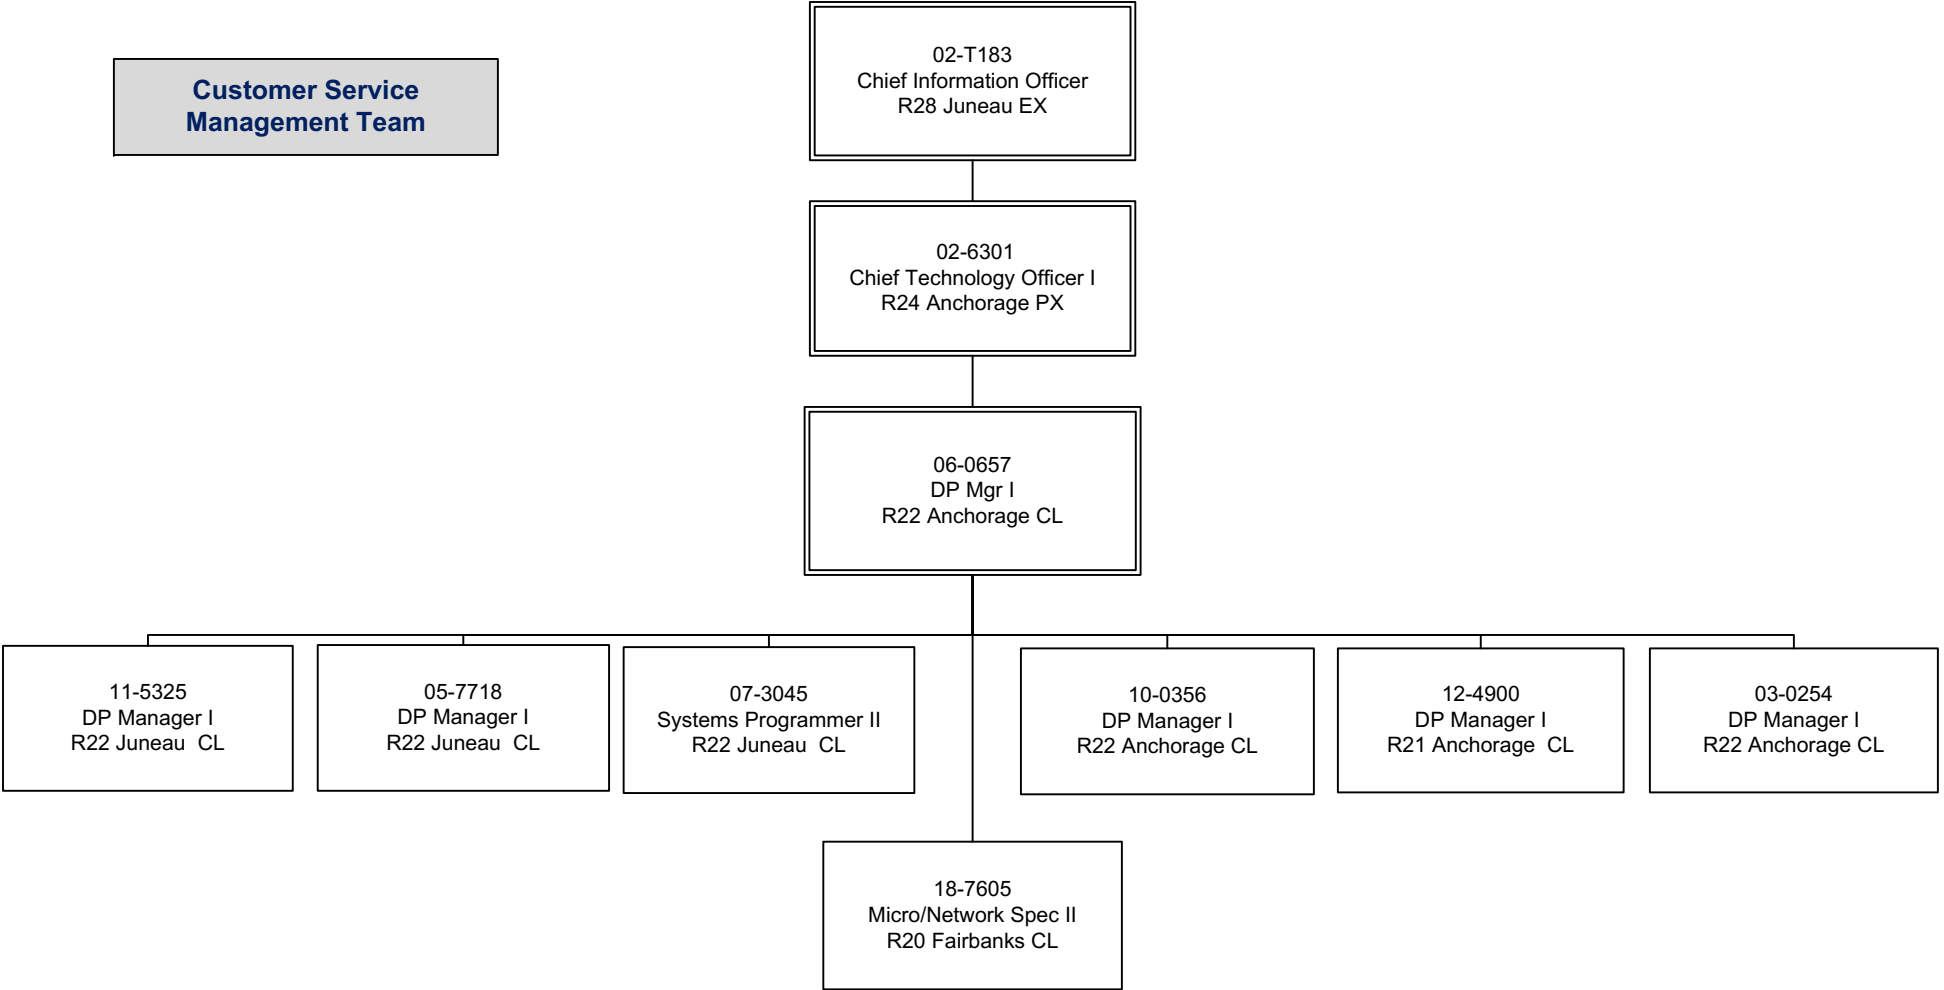 Customer Service
Management Team
02-T183
Chief Information Officer
R28 Juneau EX
02-6301
Chief Technology Officer I
R24 Anchorage PX
06-0657
DP Mgr I
R22 Anchorage CL
11-5325
DP Manager I
R22 Juneau  CL
05-7718
DP Manager I
R22 Juneau  CL
07-3045
Systems Programmer II
R22 Juneau  CL
10-0356
DP Manager I
R22 Anchorage CL
12-4900
DP Manager I
R21 Anchorage  CL
03-0254
DP Manager I
R22 Anchorage CL
18-7605
Micro/Network Spec II
R20 Fairbanks CL